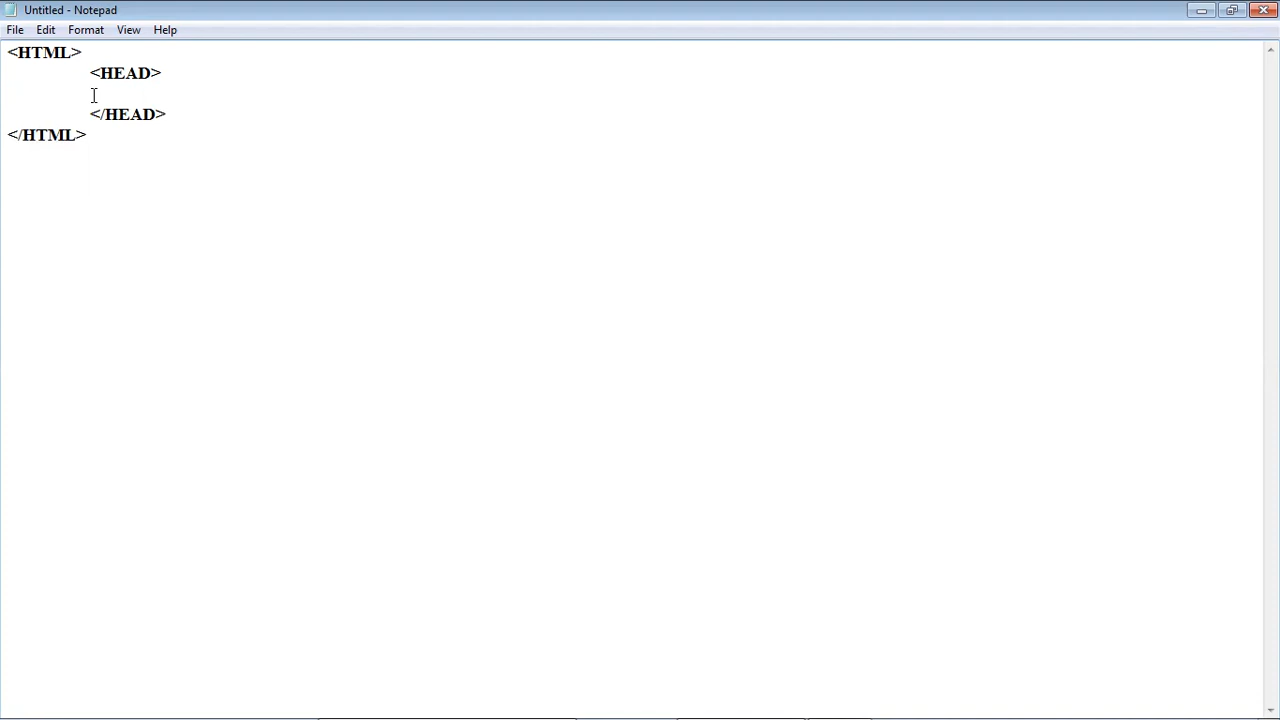 Untitled - Notepad
File Edit Format View Help
<HTML>
<HEAD>
</HEAD>
</HTML>